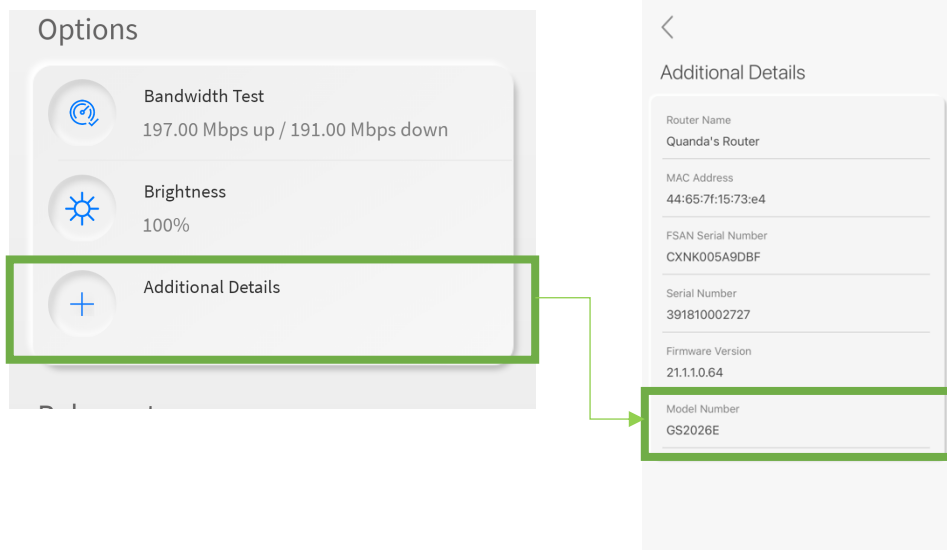 Options
Bandwidth Test
197.00 Mbps up / 191.00 Mbps down
Brightness
100%
Additional Details
Additional Details
Router Name
Quanda's Router
MAC Address
44:65:7f:15:73:e4
FSAN Serial Number
CXNK005A9DBF
Serial Number
391810002727
Firmware Version
21.1.1.0.64
Model Number
GS2026E